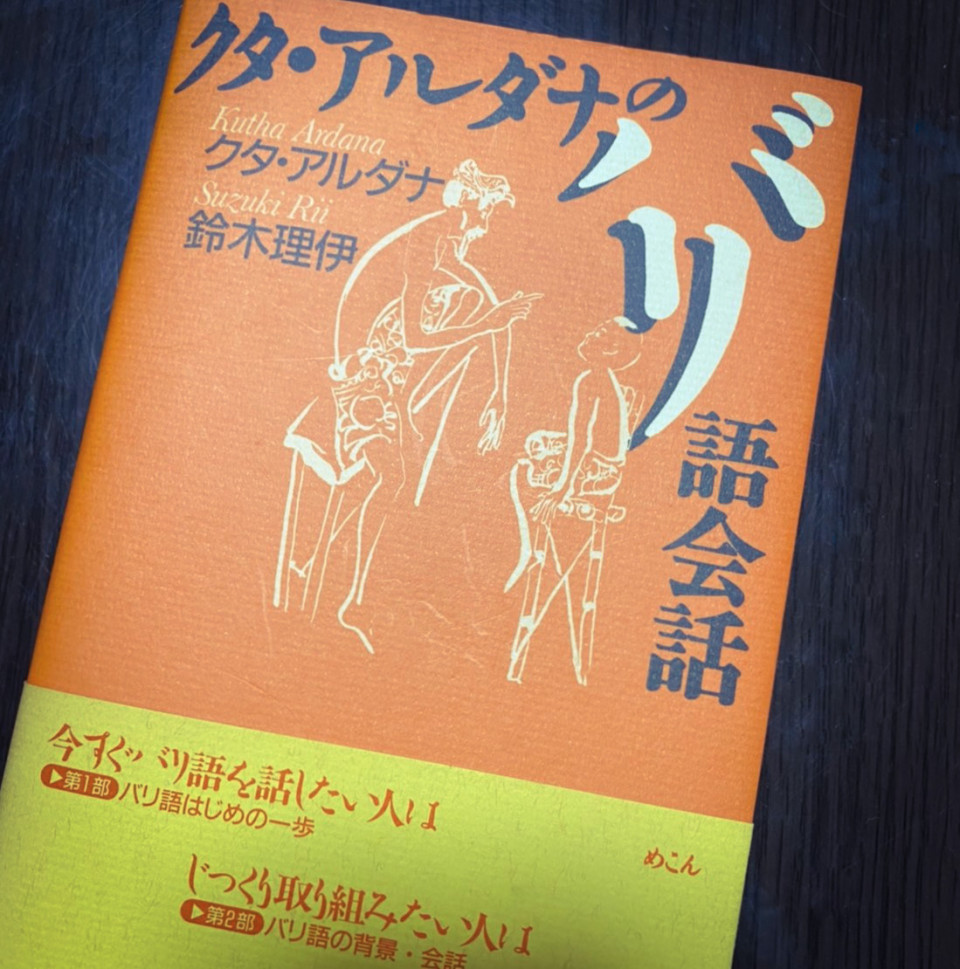 クタ・アルダナの
バリ
語会話
Kutha Ardana
クタ・アルダナ
Suzuki Rii
鈴木理伊
今すぐバリ語を話したい人は
▶第1部 バリ語はじめの一歩
めこん
じっくり取り組みたい人は
▶第2部 バリ語の背景・会話